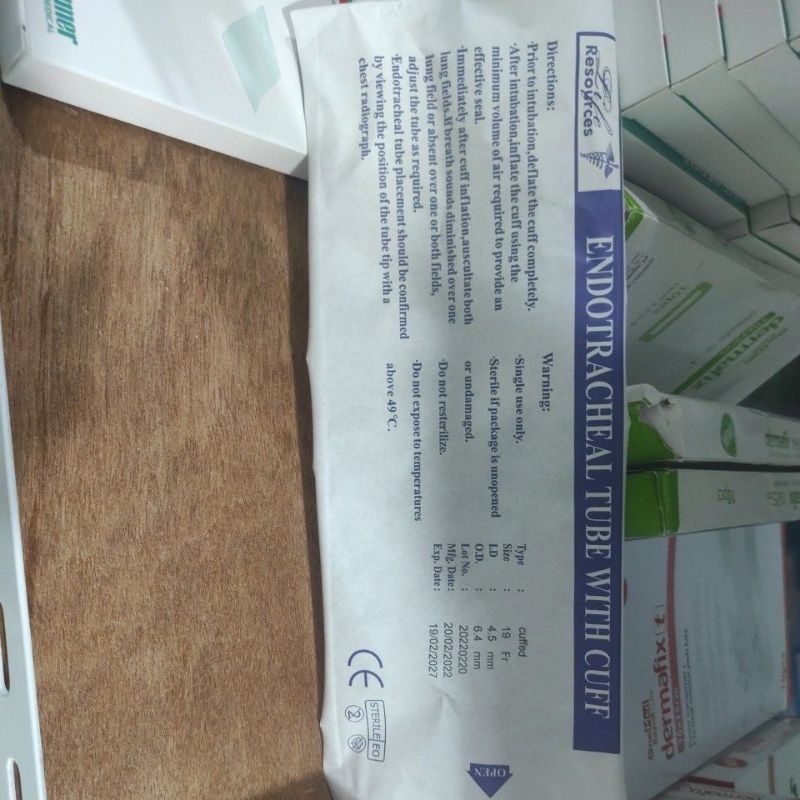 Life
Resources
ENDOTRACHEAL TUBE WITH CUFF
Directions:
·Prior to intubation,deflate the cuff completely.
·After intubation,inflate the cuff using the
minimum volume of air required to provide an
effective seal.
·Immediately after cuff inflation,auscultate both
lung fields.If breath sounds diminished over one
lung field or absent over one or both fields,
adjust the tube as required.
·Endotracheal tube placement should be confirmed
by viewing the position of the tube tip with a
chest radiograph.
Warning:
·Single use only.
·Sterile if package is unopened
or undamaged.
·Do not resterilize.
·Do not expose to temperatures
above 49°C.
Type : cuffed
Size : 19 Fr
I.D : 4.5 mm
O.D. : 6.4 mm
Lot No. : 20220220
Mfg. Date: 20/02/2022
Exp. Date: 19/02/2027
CE
STERILE EO
2
OPEN
dermafix
dermafix T